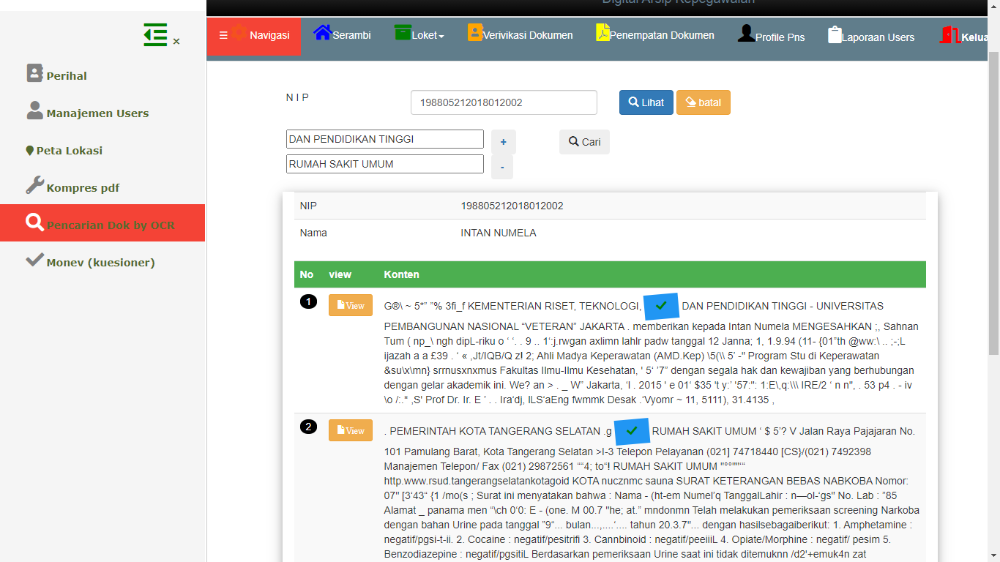 Digital Arsip Kepegawaian
☰ Navigasi
Serambi
Loket
Verivikasi Dokumen
Penempatan Dokumen
Profile Pns
Laporaan Users
Kelua
×
Perihal
Manajemen Users
Peta Lokasi
Kompres pdf
Pencarian Dok by OCR
Monev (kuesioner)
N I P
198805212018012002
Lihat
batal
DAN PENDIDIKAN TINGGI
+
Cari
RUMAH SAKIT UMUM
-
NIP 198805212018012002
Nama INTAN NUMELA
No view Konten
1 View G®\ ~ 5*” ”% 3fi_f KEMENTERIAN RISET, TEKNOLOGI, DAN PENDIDIKAN TINGGI - UNIVERSITAS
PEMBANGUNAN NASIONAL “VETERAN” JAKARTA . memberikan kepada Intan Numela MENGESAHKAN ;, Sahnan
Tum ( np_\ ngh dipL-riku o ‘ ‘. . 9 .. 1‘:j.rwgan axlimn lahlr padw tanggal 12 Janna; 1, 1.9.94 (11- {01”th @ww:\ .. ;-;L
ijazah a a £39 . ‘ « ,Jt/IQB/Q z! 2; Ahli Madya Keperawatan (AMD.Kep) \5(\\ 5’ -" Program Stu di Keperawatan
&su\x\mn} srrnusxnxmus Fakultas Ilmu-Ilmu Kesehatan, ' 5‘ ’7” dengan segala hak dan kewajiban yang berhubungan
dengan gelar akademik ini. We? an > . _ W” Jakarta, ‘I . 2015 ' e 01‘ $35 't y:’ '57:": 1:E\,q:\\\ IRE/2 ‘ n n", . 53 p4 . - iv
\o /:.* ,S' Prof Dr. Ir. E ’ . . Ira‘dj, ILS‘aEng fwmmk Desak .‘Vyomr ~ 11, 5111), 31.4135 ,
2 View . PEMERINTAH KOTA TANGERANG SELATAN .g RUMAH SAKIT UMUM ‘ $ 5’? V Jalan Raya Pajajaran No.
101 Pamulang Barat, Kota Tangerang Selatan >I-3 Telepon Pelayanan (021] 74718440 [CS}/(021) 7492398
Manajemen Telepon/ Fax (021) 29872561 ““4; to“! RUMAH SAKIT UMUM "°°""‘“
http.www.rsud.tangerangselatankotagoid KOTA nucznmc sauna SURAT KETERANGAN BEBAS NABKOBA Nomor:
07" [3‘43“ {1 /mo(s ; Surat ini menyatakan bahwa : Nama - (ht-em Numel’q TanggalLahir : n—ol-‘gs" No. Lab : ”85
Alamat _ panama men “\ch 0‘0: E - (one. M 00.7 "he; at.” mndonmn Telah melakukan pemeriksaan screening Narkoba
dengan bahan Urine pada tanggal ”9“... bulan...,....‘.... tahun 20.3.7"... dengan hasilsebagaiberikut: 1. Amphetamine :
negatif/pgsi-t-ii. 2. Cocaine : negatif/pesitrifi 3. Cannbinoid : negatif/peeiiiL 4. Opiate/Morphine : negatif/ pesim 5.
Benzodiazepine : negatif/pgsitiL Berdasarkan pemeriksaan Urine saat ini tidak ditemuknn /d2'+emuk4n zat